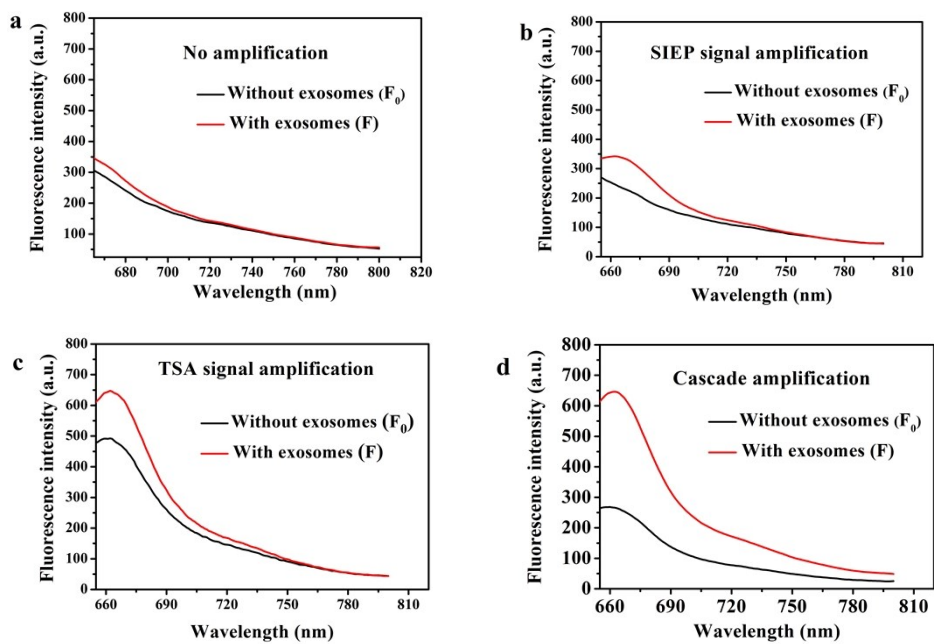 a
800
700
600
500
400
300
200
100
Fluorescence intensity (a.u.)
No amplification
Without exosomes (F₀)
With exosomes (F)
680 700 720 740 760 780 800 820
Wavelength (nm)
b
800
700
600
500
400
300
200
100
0
Fluorescence intensity (a.u.)
SIEP signal amplification
Without exosomes (F₀)
With exosomes (F)
660 690 720 750 780 810
Wavelength (nm)
c
800
700
600
500
400
300
200
100
0
Fluorescence intensity (a.u.)
TSA signal amplification
Without exosomes (F₀)
With exosomes (F)
660 690 720 750 780 810
Wavelength (nm)
d
800
700
600
500
400
300
200
100
0
Fluorescence intensity (a.u.)
Cascade amplification
Without exosomes (F₀)
With exosomes (F)
660 690 720 750 780 810
Wavelength (nm)